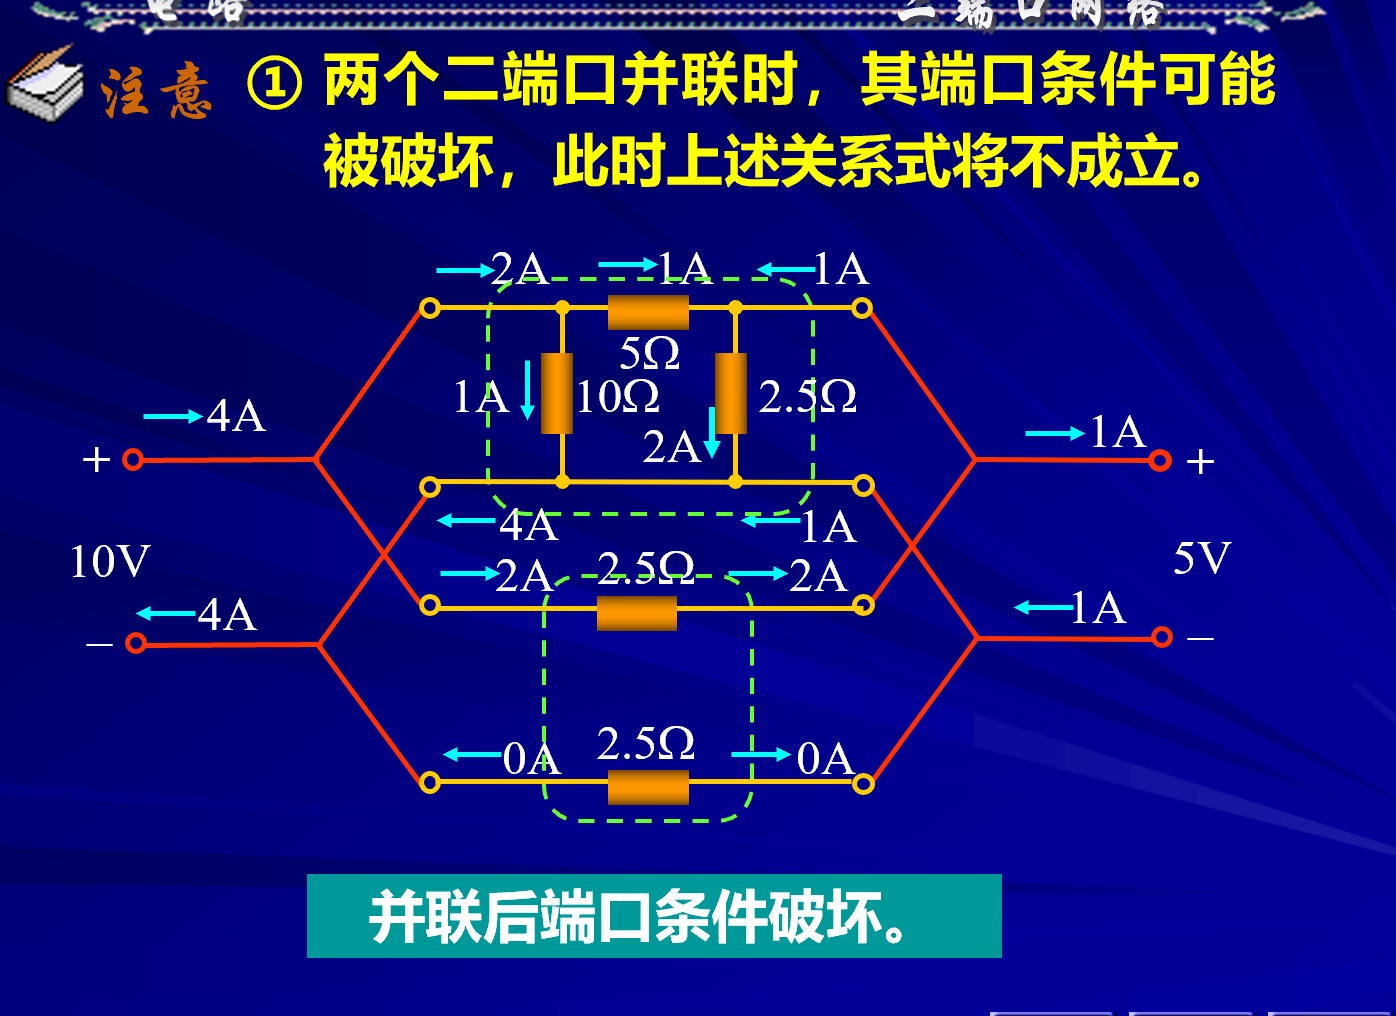 电路
二端口网络
注意 ① 两个二端口并联时，其端口条件可能
被破坏，此时上述关系式将不成立。
2A 1A 1A
5Ω
1A 10Ω 2.5Ω
4A
2A 1A
+ +
4A 1A
10V 2A 2.5Ω 2A 5V
4A 1A
– –
2.5Ω
0A 0A
并联后端口条件破坏。